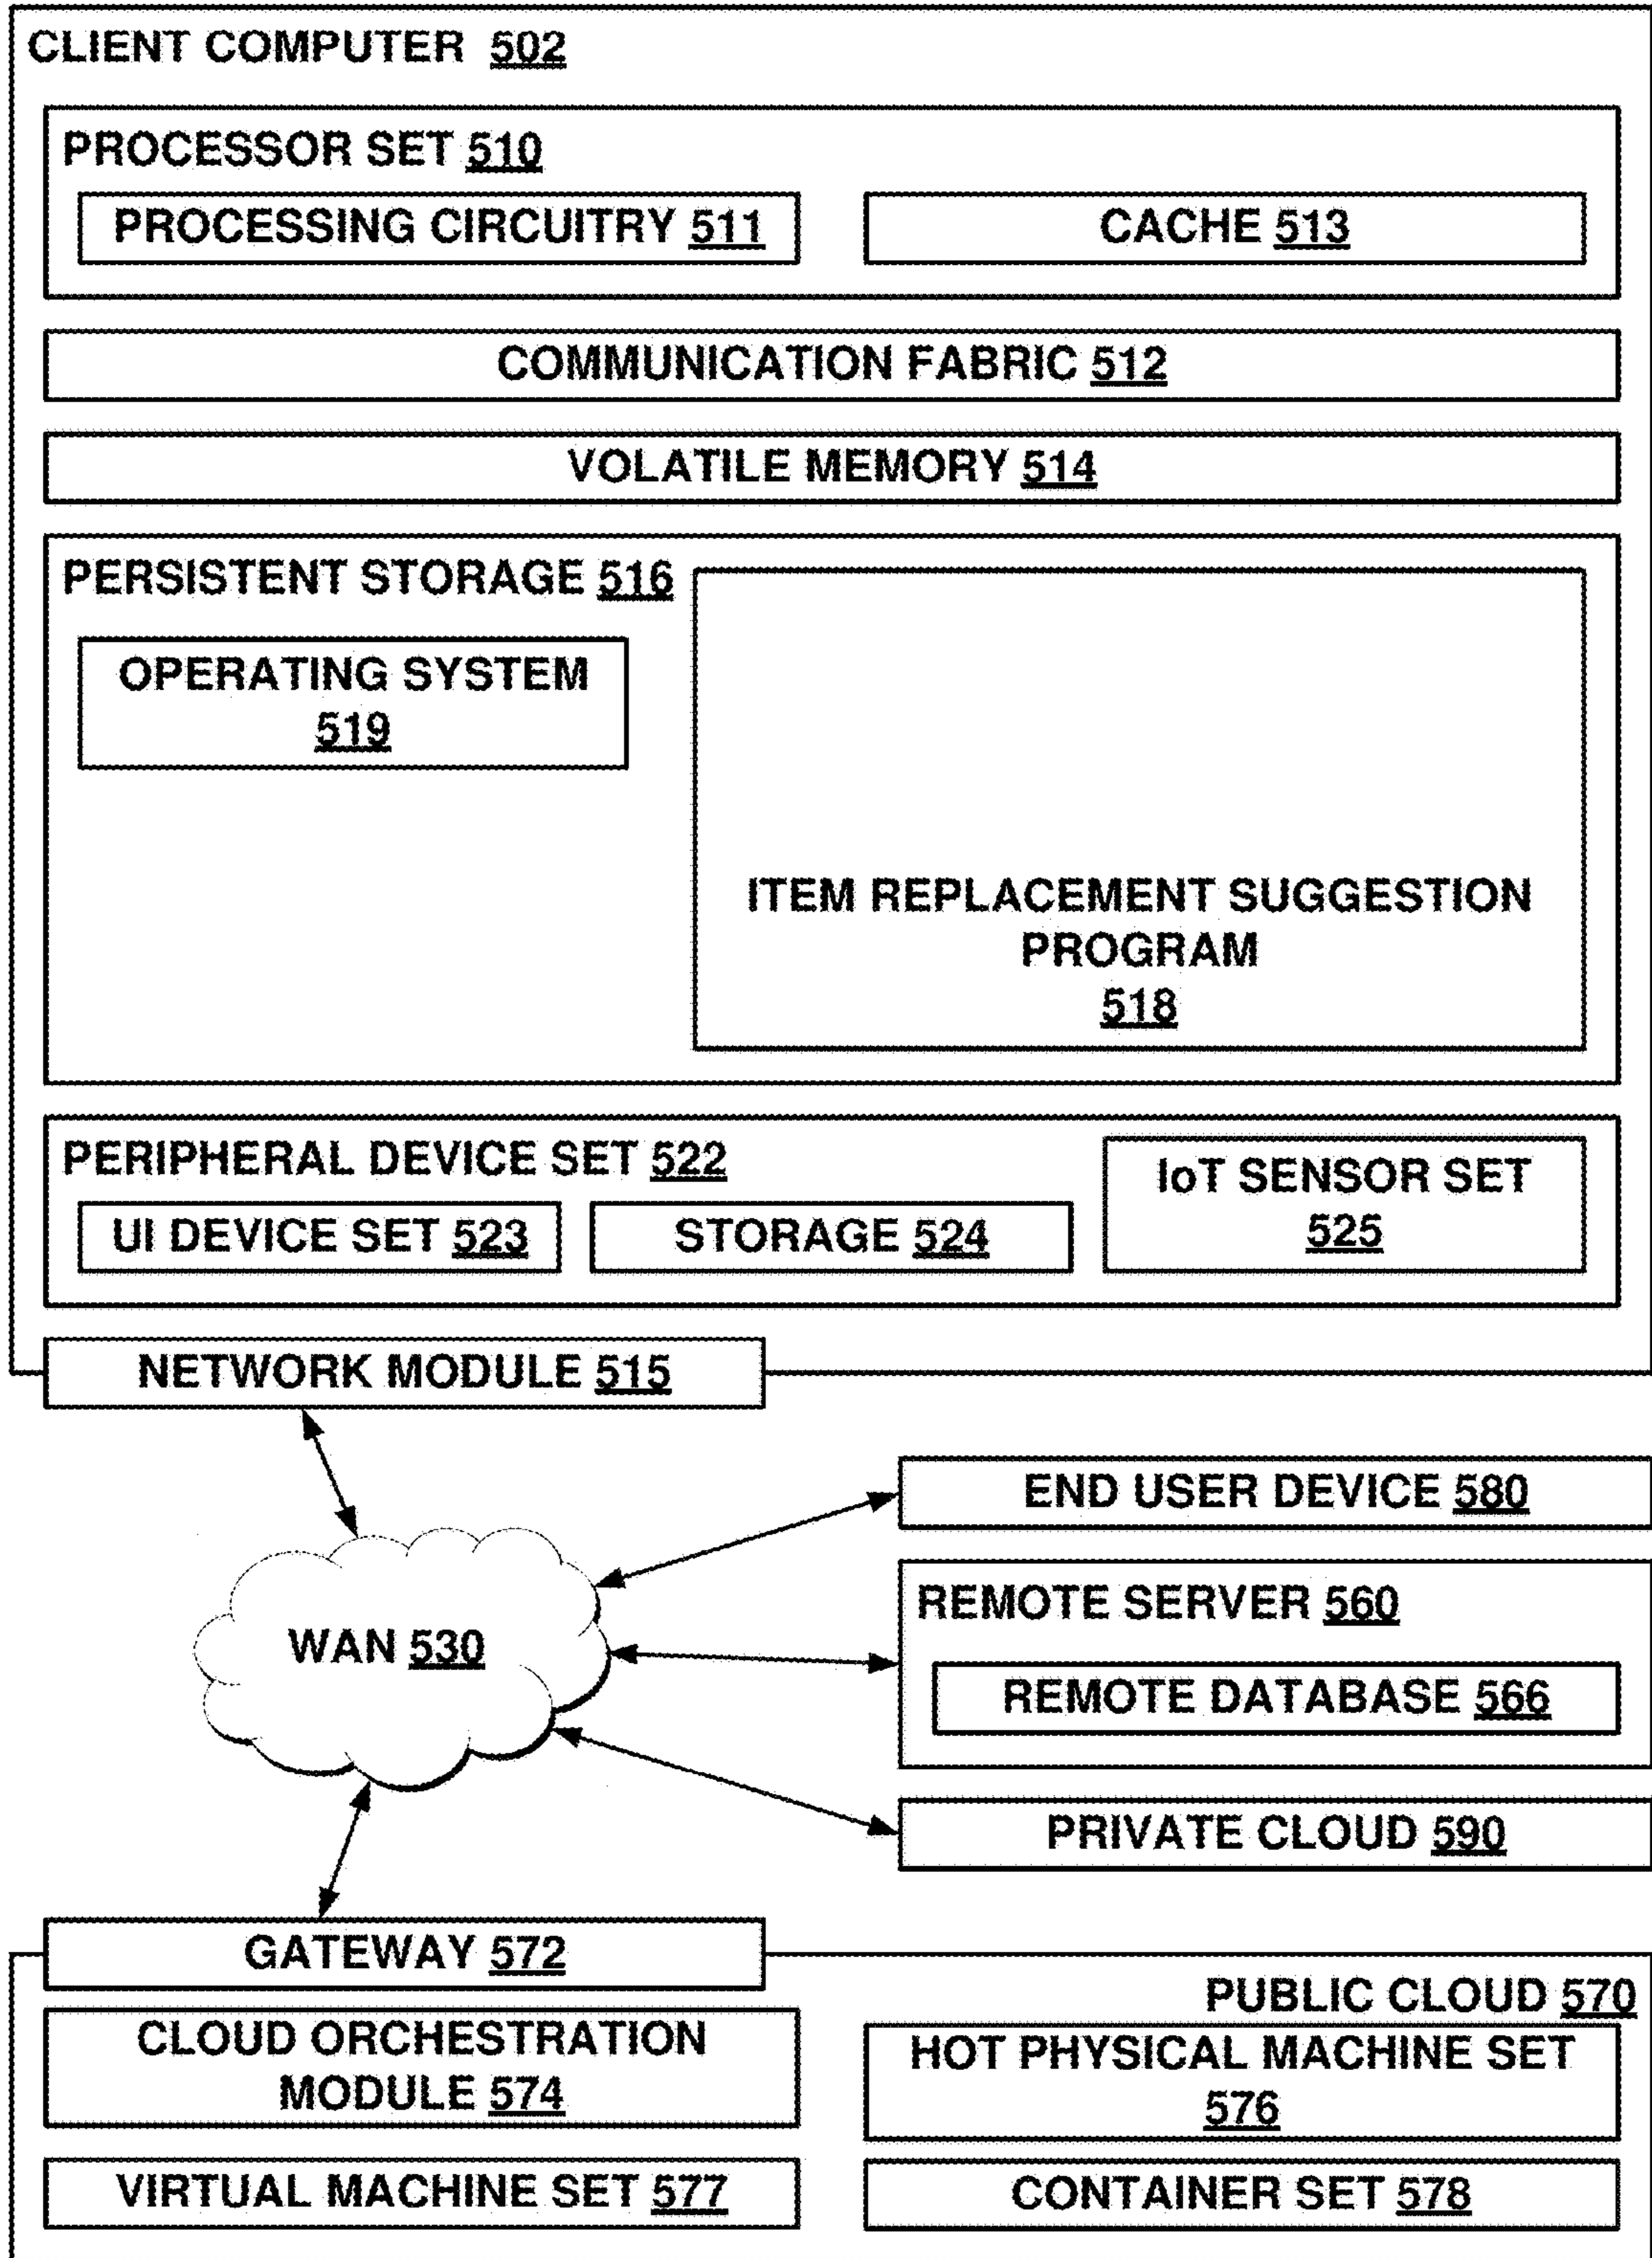 CLIENT COMPUTER 502
PROCESSOR SET 510
PROCESSING CIRCUITRY 511
CACHE 513
COMMUNICATION FABRIC 512
VOLATILE MEMORY 514
PERSISTENT STORAGE 516
OPERATING SYSTEM
519
ITEM REPLACEMENT SUGGESTION
PROGRAM
518
PERIPHERAL DEVICE SET 522
UI DEVICE SET 523
STORAGE 524
IoT SENSOR SET
525
NETWORK MODULE 515
END USER DEVICE 580
REMOTE SERVER 560
WAN 530
REMOTE DATABASE 566
PRIVATE CLOUD 590
GATEWAY 572
PUBLIC CLOUD 570
CLOUD ORCHESTRATION
MODULE 574
HOT PHYSICAL MACHINE SET
576
VIRTUAL MACHINE SET 577
CONTAINER SET 578